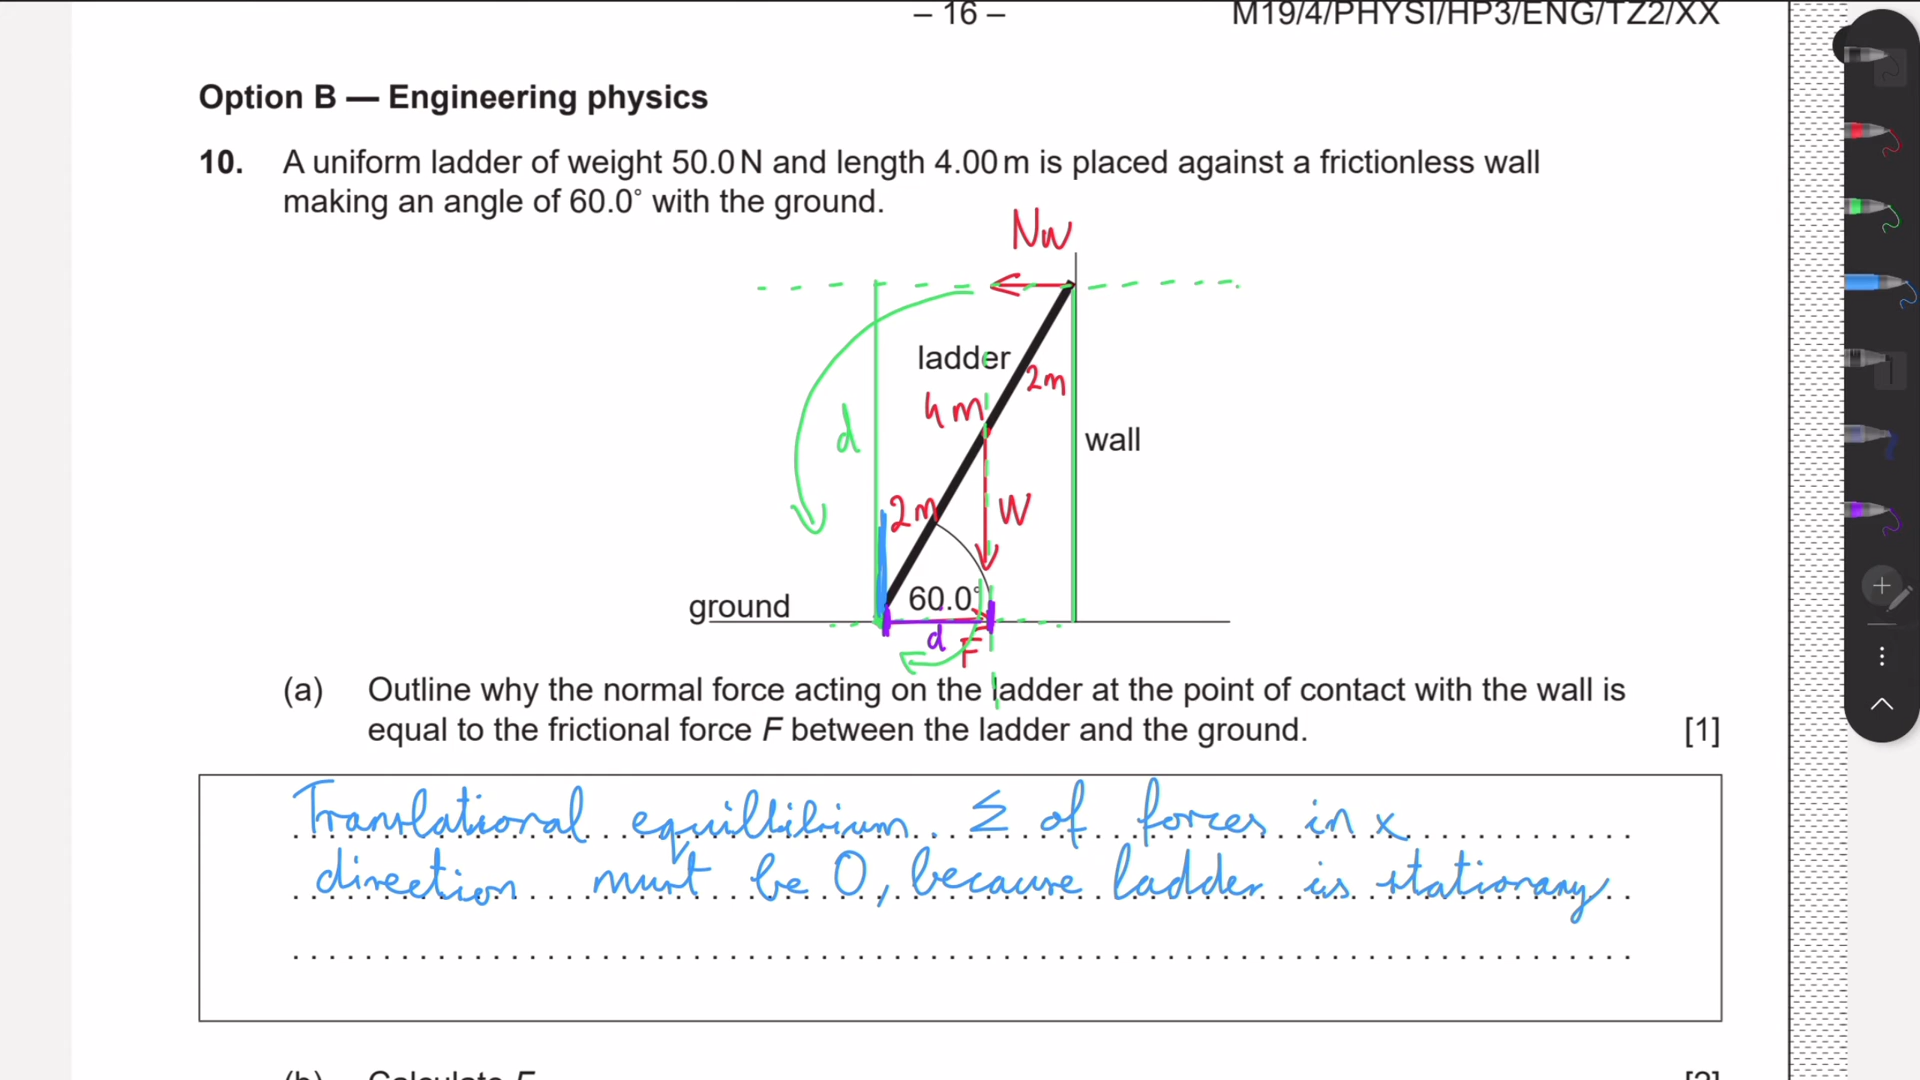 – 16 –
M19/4/PHYSI/HP3/ENG/TZ2/XX
Option B — Engineering physics
10. A uniform ladder of weight 50.0 N and length 4.00 m is placed against a frictionless wall
making an angle of 60.0° with the ground.
Nw
ladder
2m
4m
d
wall
2m
W
60.0°
ground
d
F
(a) Outline why the normal force acting on the ladder at the point of contact with the wall is
equal to the frictional force F between the ladder and the ground. [1]
Translational equillibrium. Σ of forces in x
direction must be 0, because ladder is stationary
(b) Calculate F. [2]